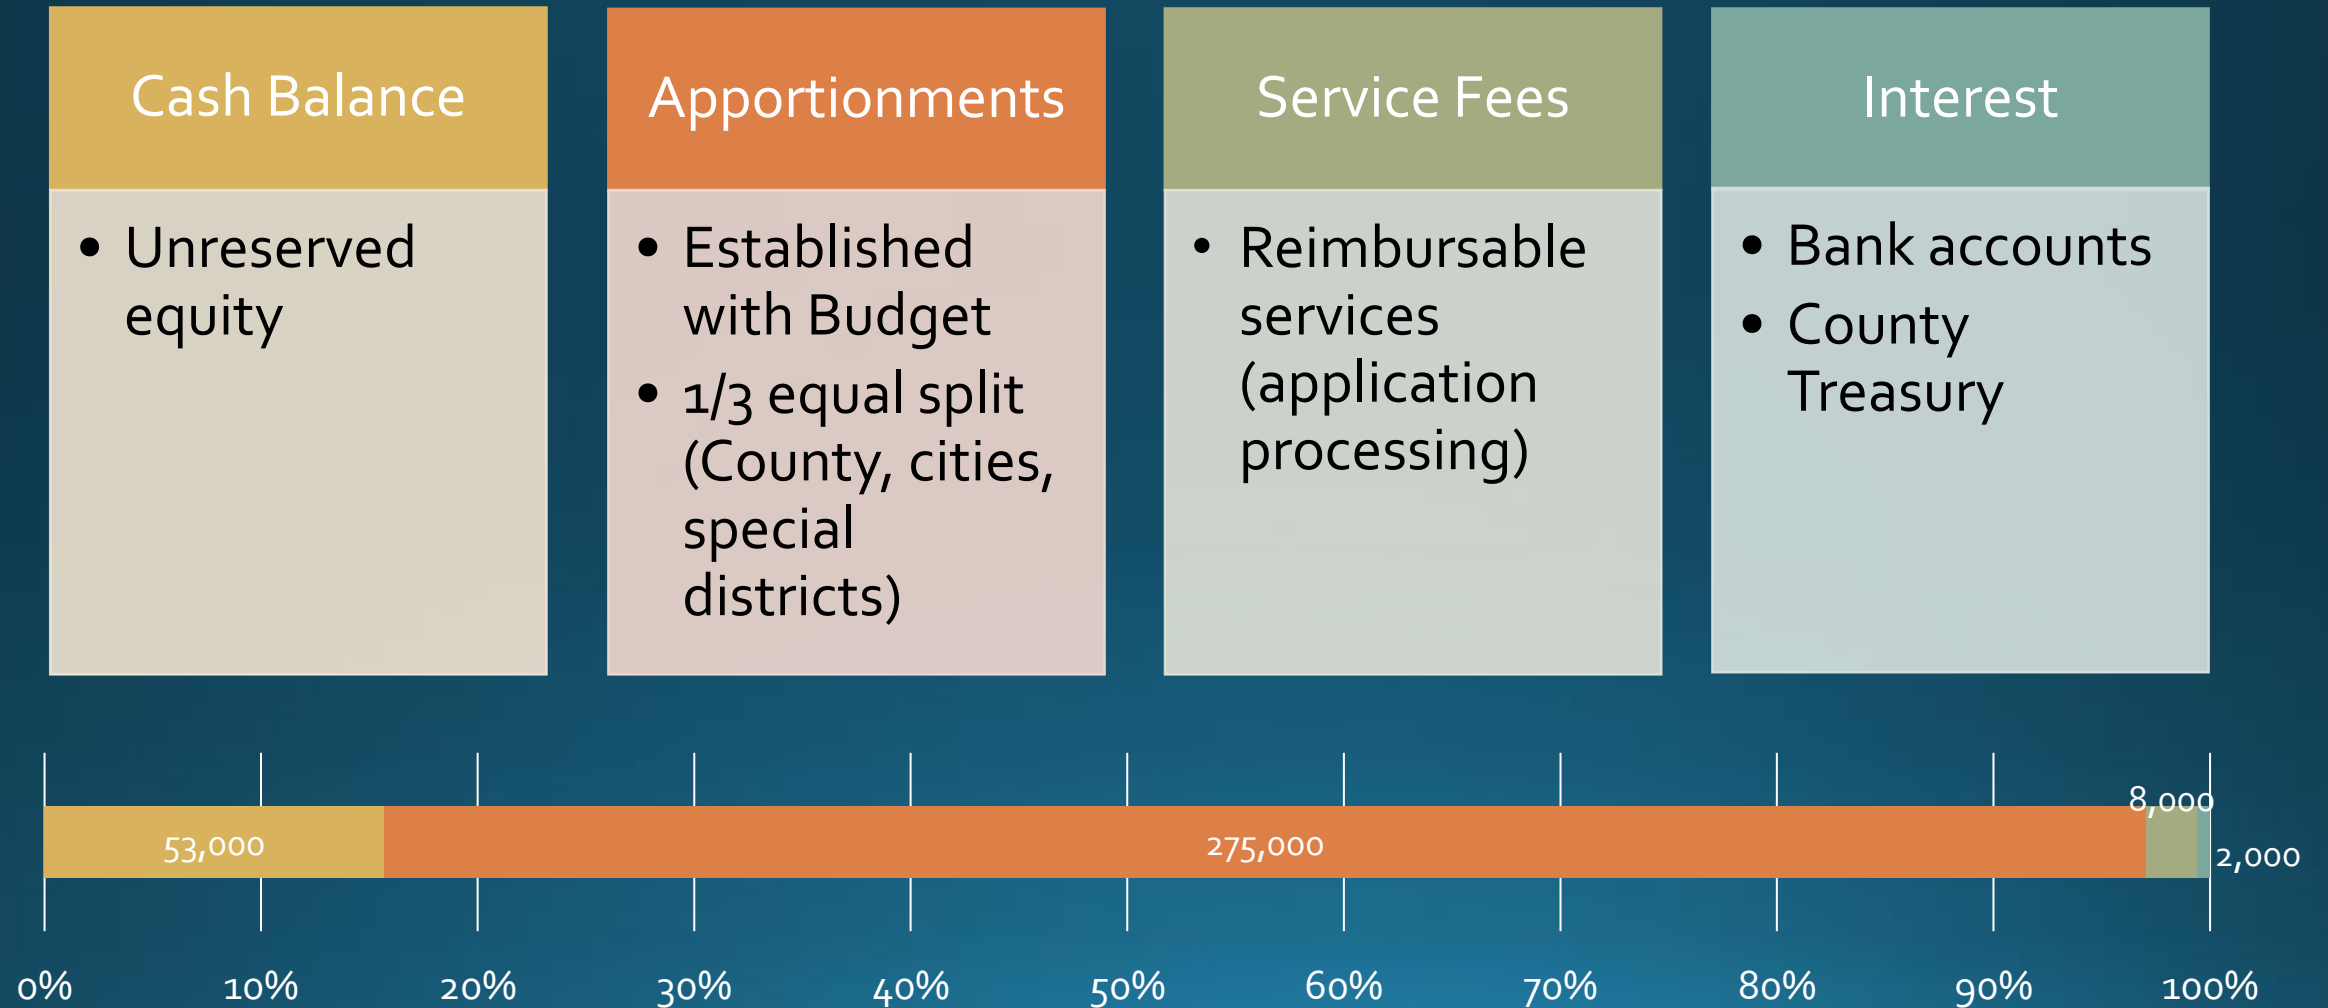 Cash Balance
• Unreserved
equity
Apportionments
• Established
with Budget
• 1/3 equal split
(County, cities,
special
districts)
Service Fees
• Reimbursable
services
(application
processing)
Interest
• Bank accounts
• County
Treasury
53,000
275,000
8,000
2,000
0% 10% 20% 30% 40% 50% 60% 70% 80% 90% 100%